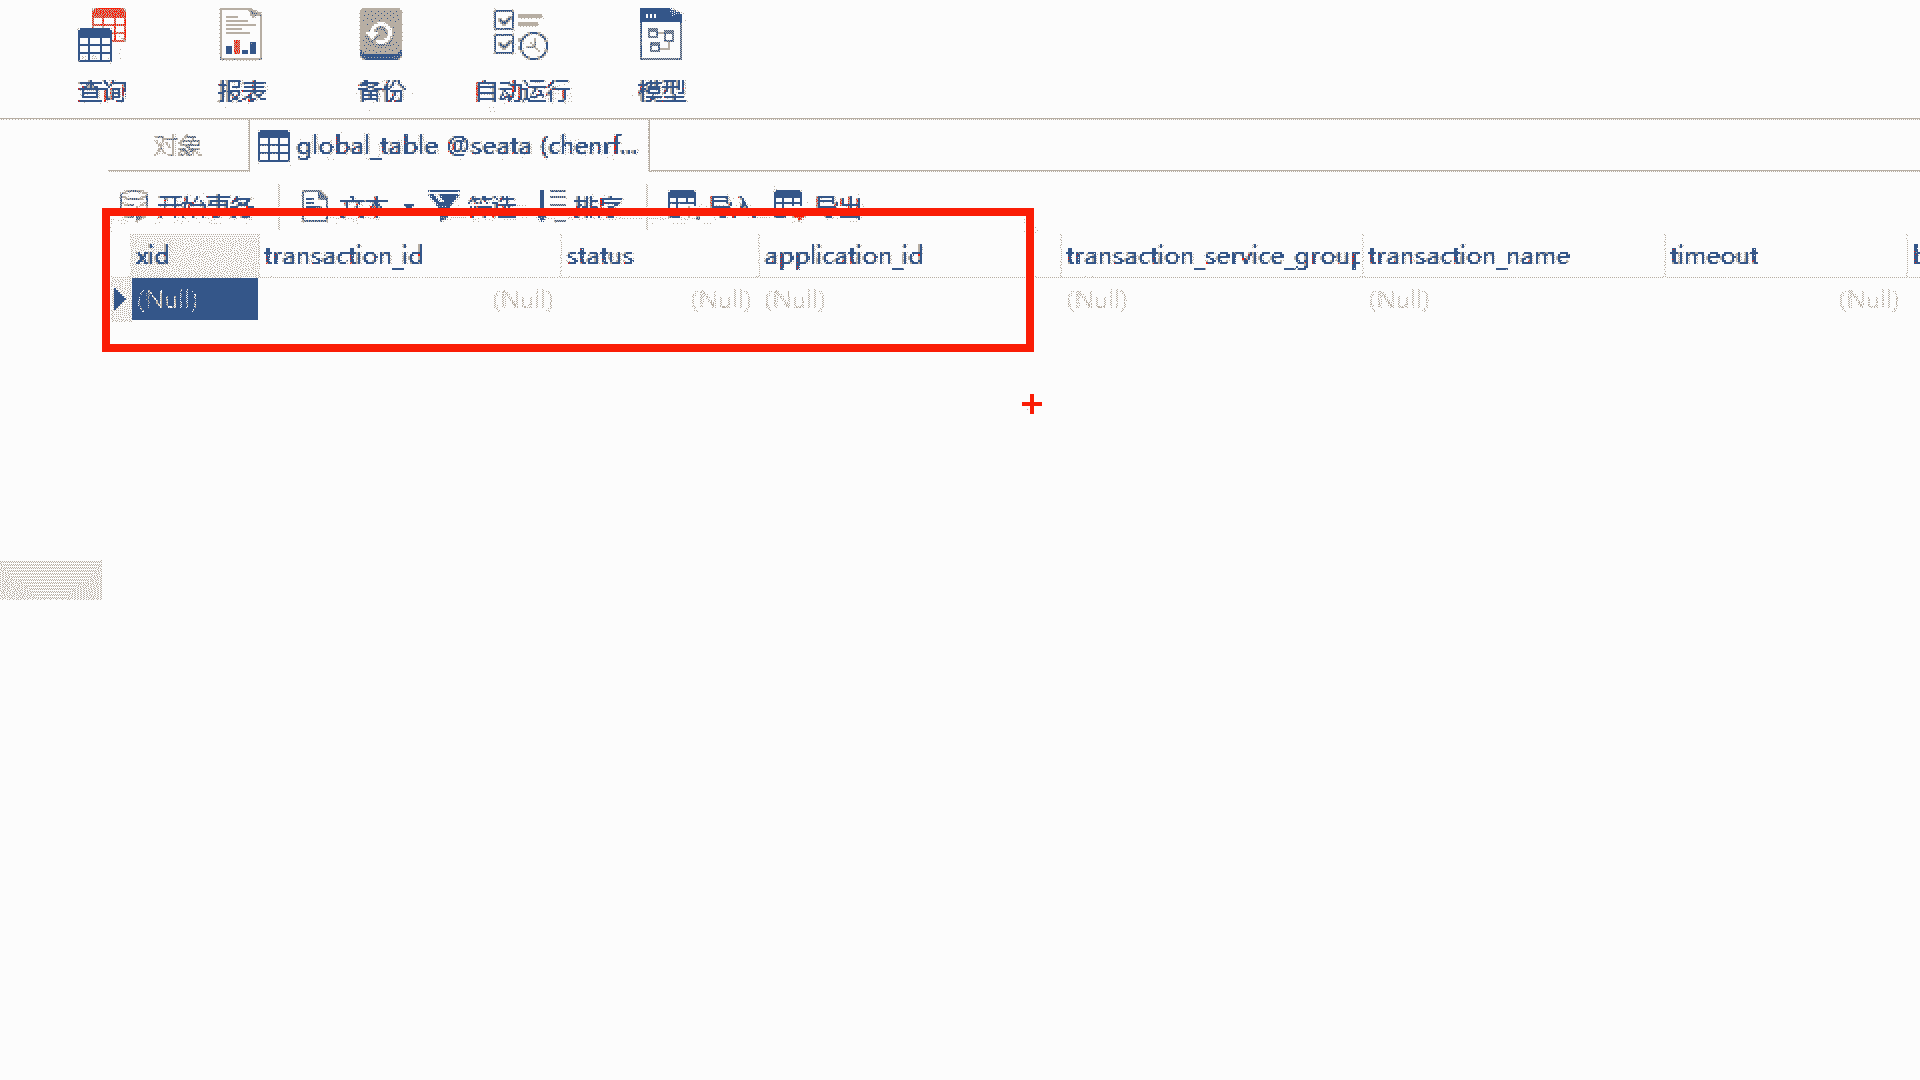 查询 报表 备份 自动运行 模型
对象 global_table @seata (chenrf...
开始事务 文本 筛选 排序 导入 导出
xid transaction_id status application_id transaction_service_group transaction_name timeout b
(Null) (Null) (Null) (Null) (Null) (Null) (Null)